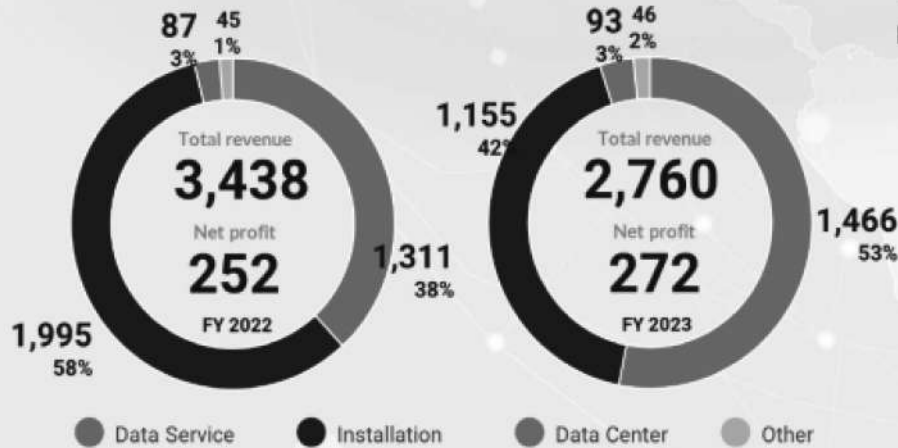 87
3%
45
1%
Total revenue
3,438
Net profit
252
FY 2022
1,311
38%
1,995
58%
93
3%
46
2%
1,155
42%
Total revenue
2,760
Net profit
272
FY 2023
1,466
53%
Data Service
Installation
Data Center
Other